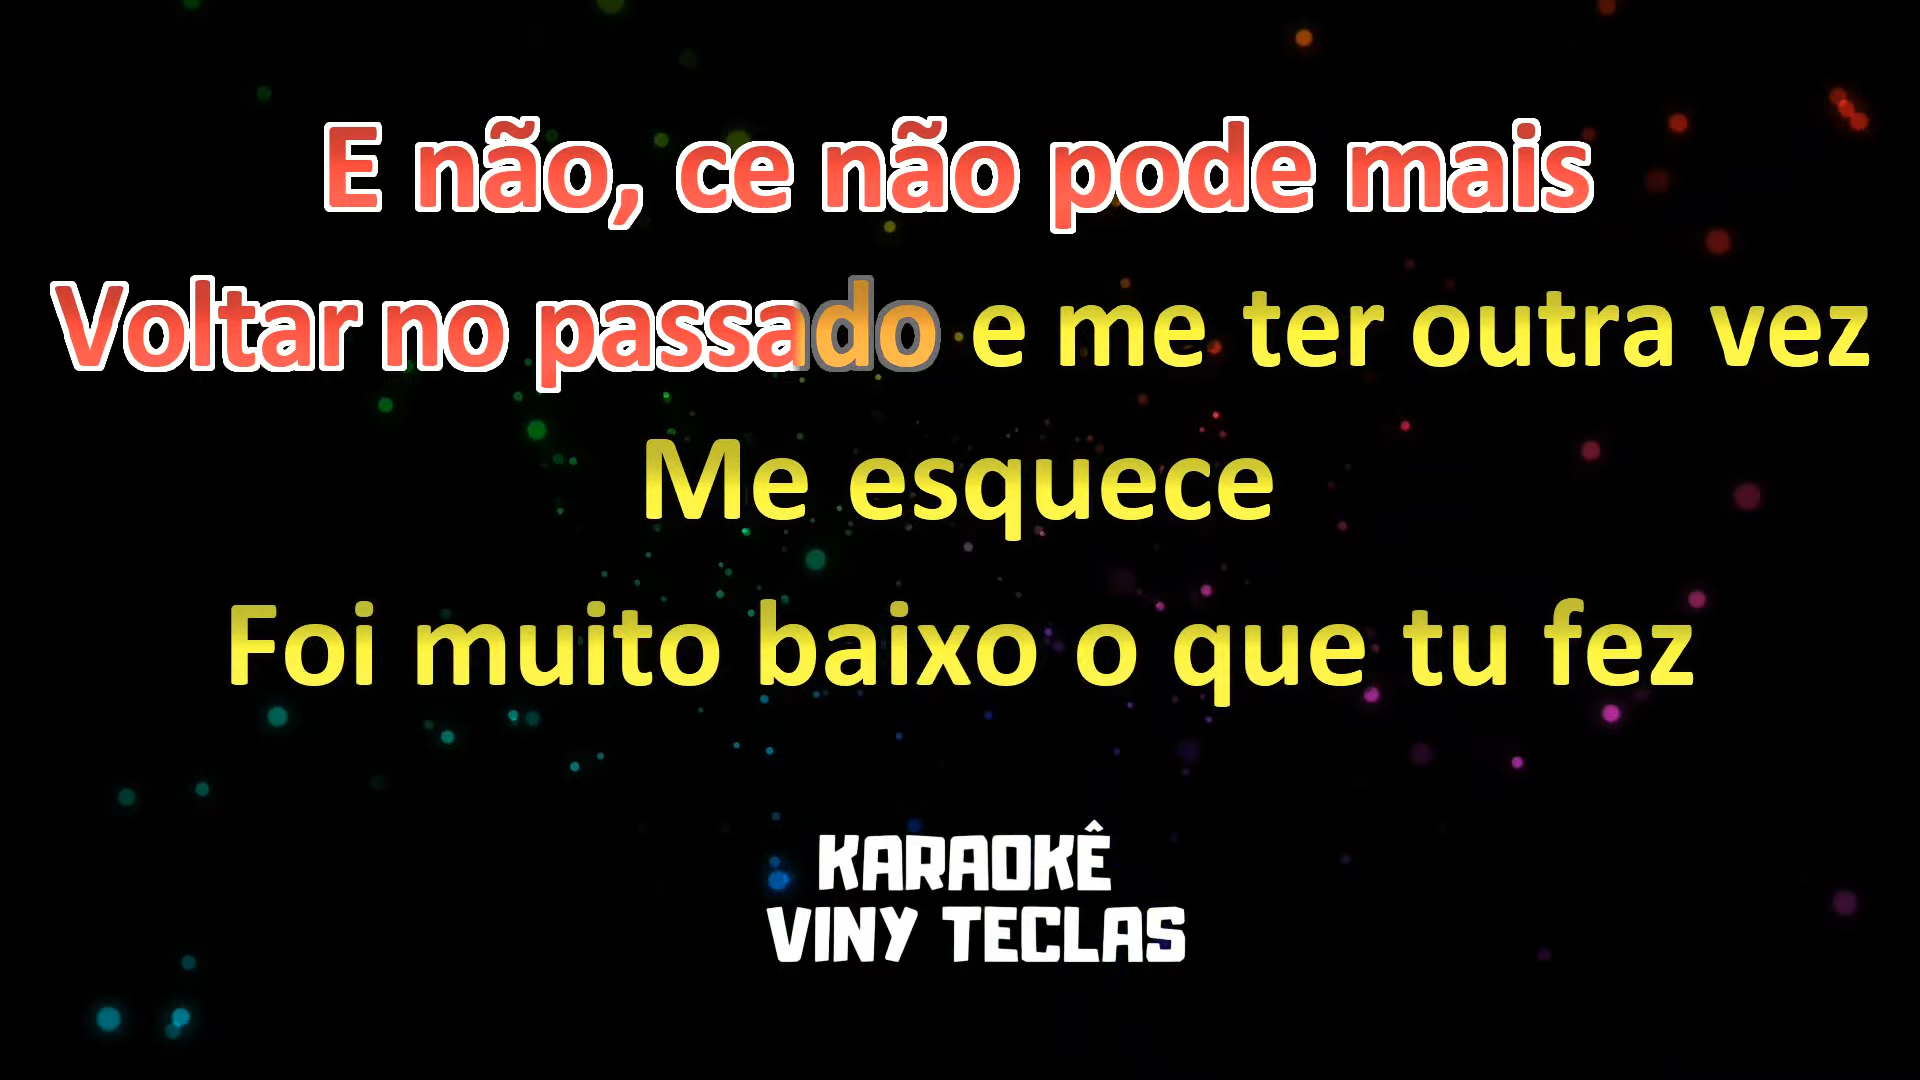 E não, ce não pode mais
Voltar no passado e me ter outra vez
Me esquece
Foi muito baixo o que tu fez
KARAOKÊ
VINY TECLAS